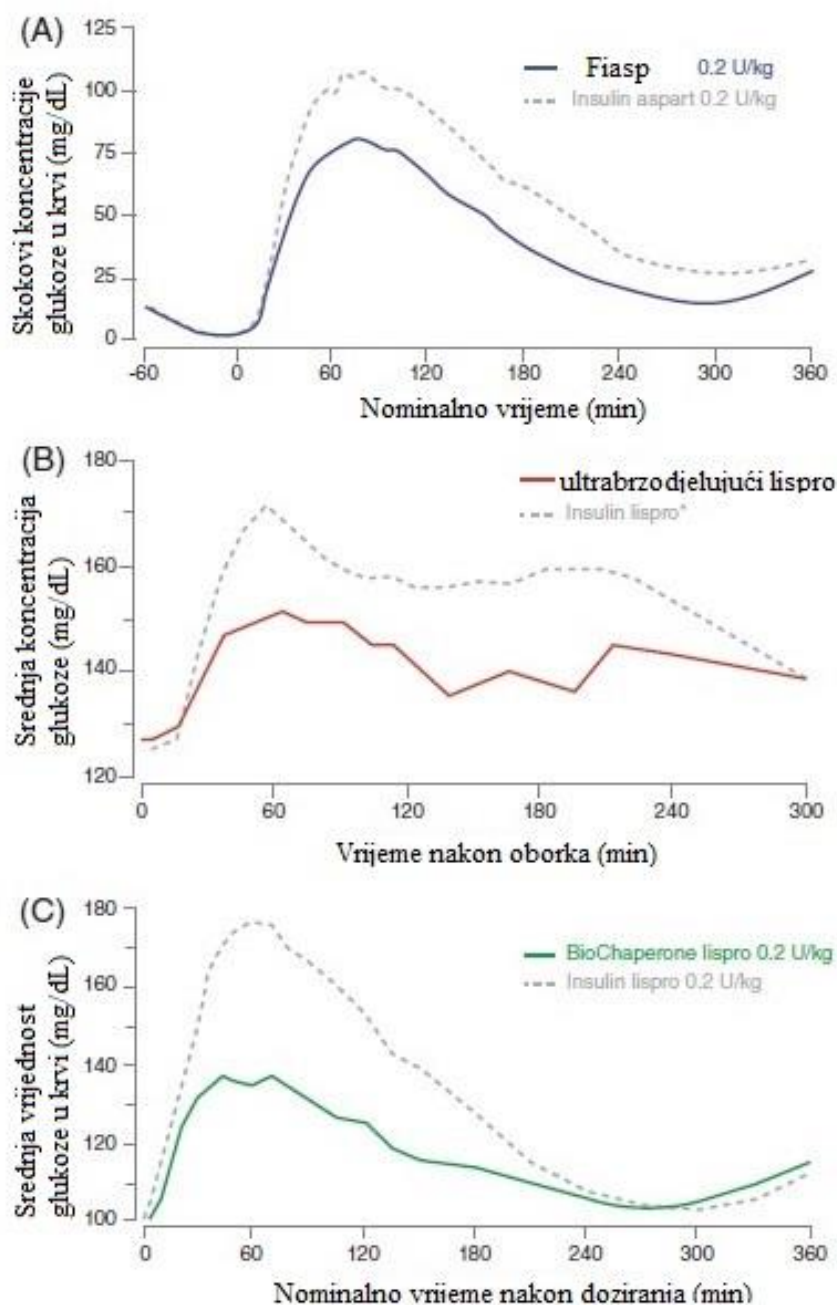 (A)
125
100
75
50
25
0
Skokovi koncentracije
glukoze u krvi (mg/dL)
Fiasp 0.2 U/kg
Insulin aspart 0.2 U/kg
-60 0 60 120 180 240 300 360
Nominalno vrijeme (min)
(B)
180
160
140
120
Srednja koncentracija
glukoze (mg/dL)
ultrabrzodjelujući lispro
Insulin lispro*
0 60 120 180 240 300
Vrijeme nakon oborka (min)
(C)
180
160
140
120
100
Srednja vrijednost
glukoze u krvi (mg/dL)
BioChaperone lispro 0.2 U/kg
Insulin lispro 0.2 U/kg
0 60 120 180 240 300 360
Nominalno vrijeme nakon doziranja (min)